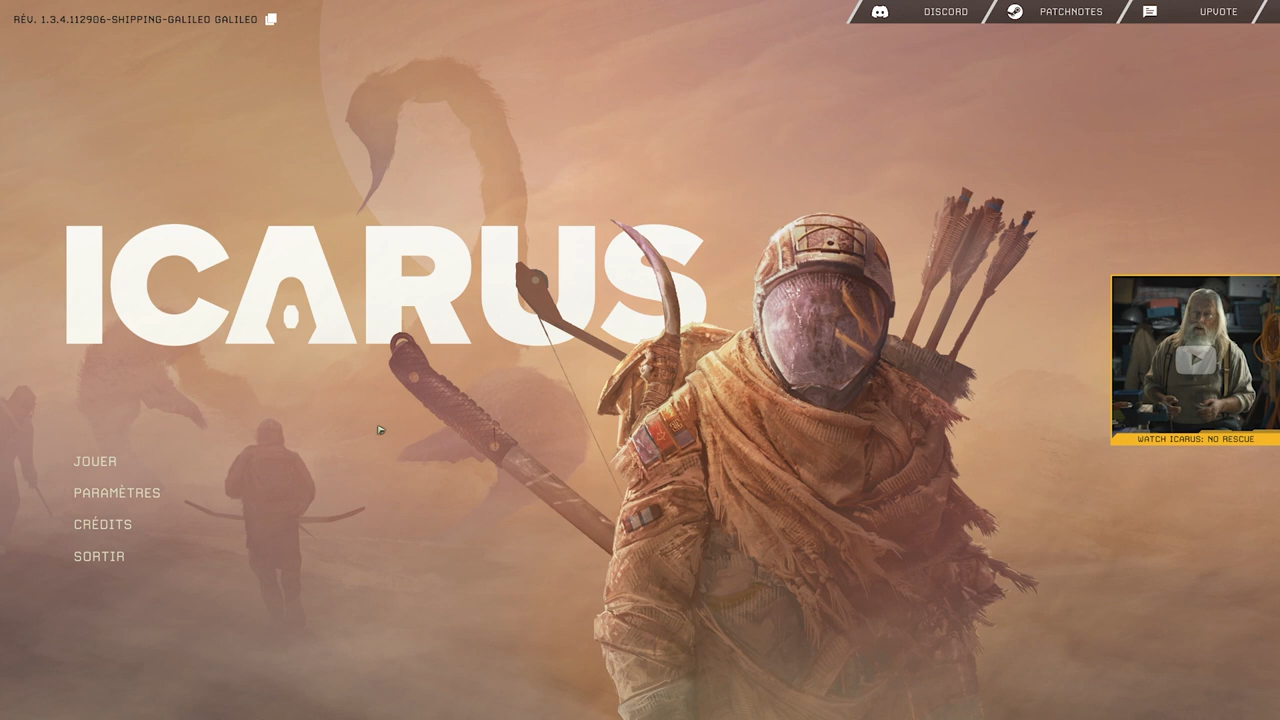 RÉV. 1.3.4.112906-SHIPPING-GALILEO GALILEO
DISCORD
PATCHNOTES
UPVOTE
ICARUS
WATCH ICARUS: NO RESCUE
JOUER
PARAMÈTRES
CRÉDITS
SORTIR